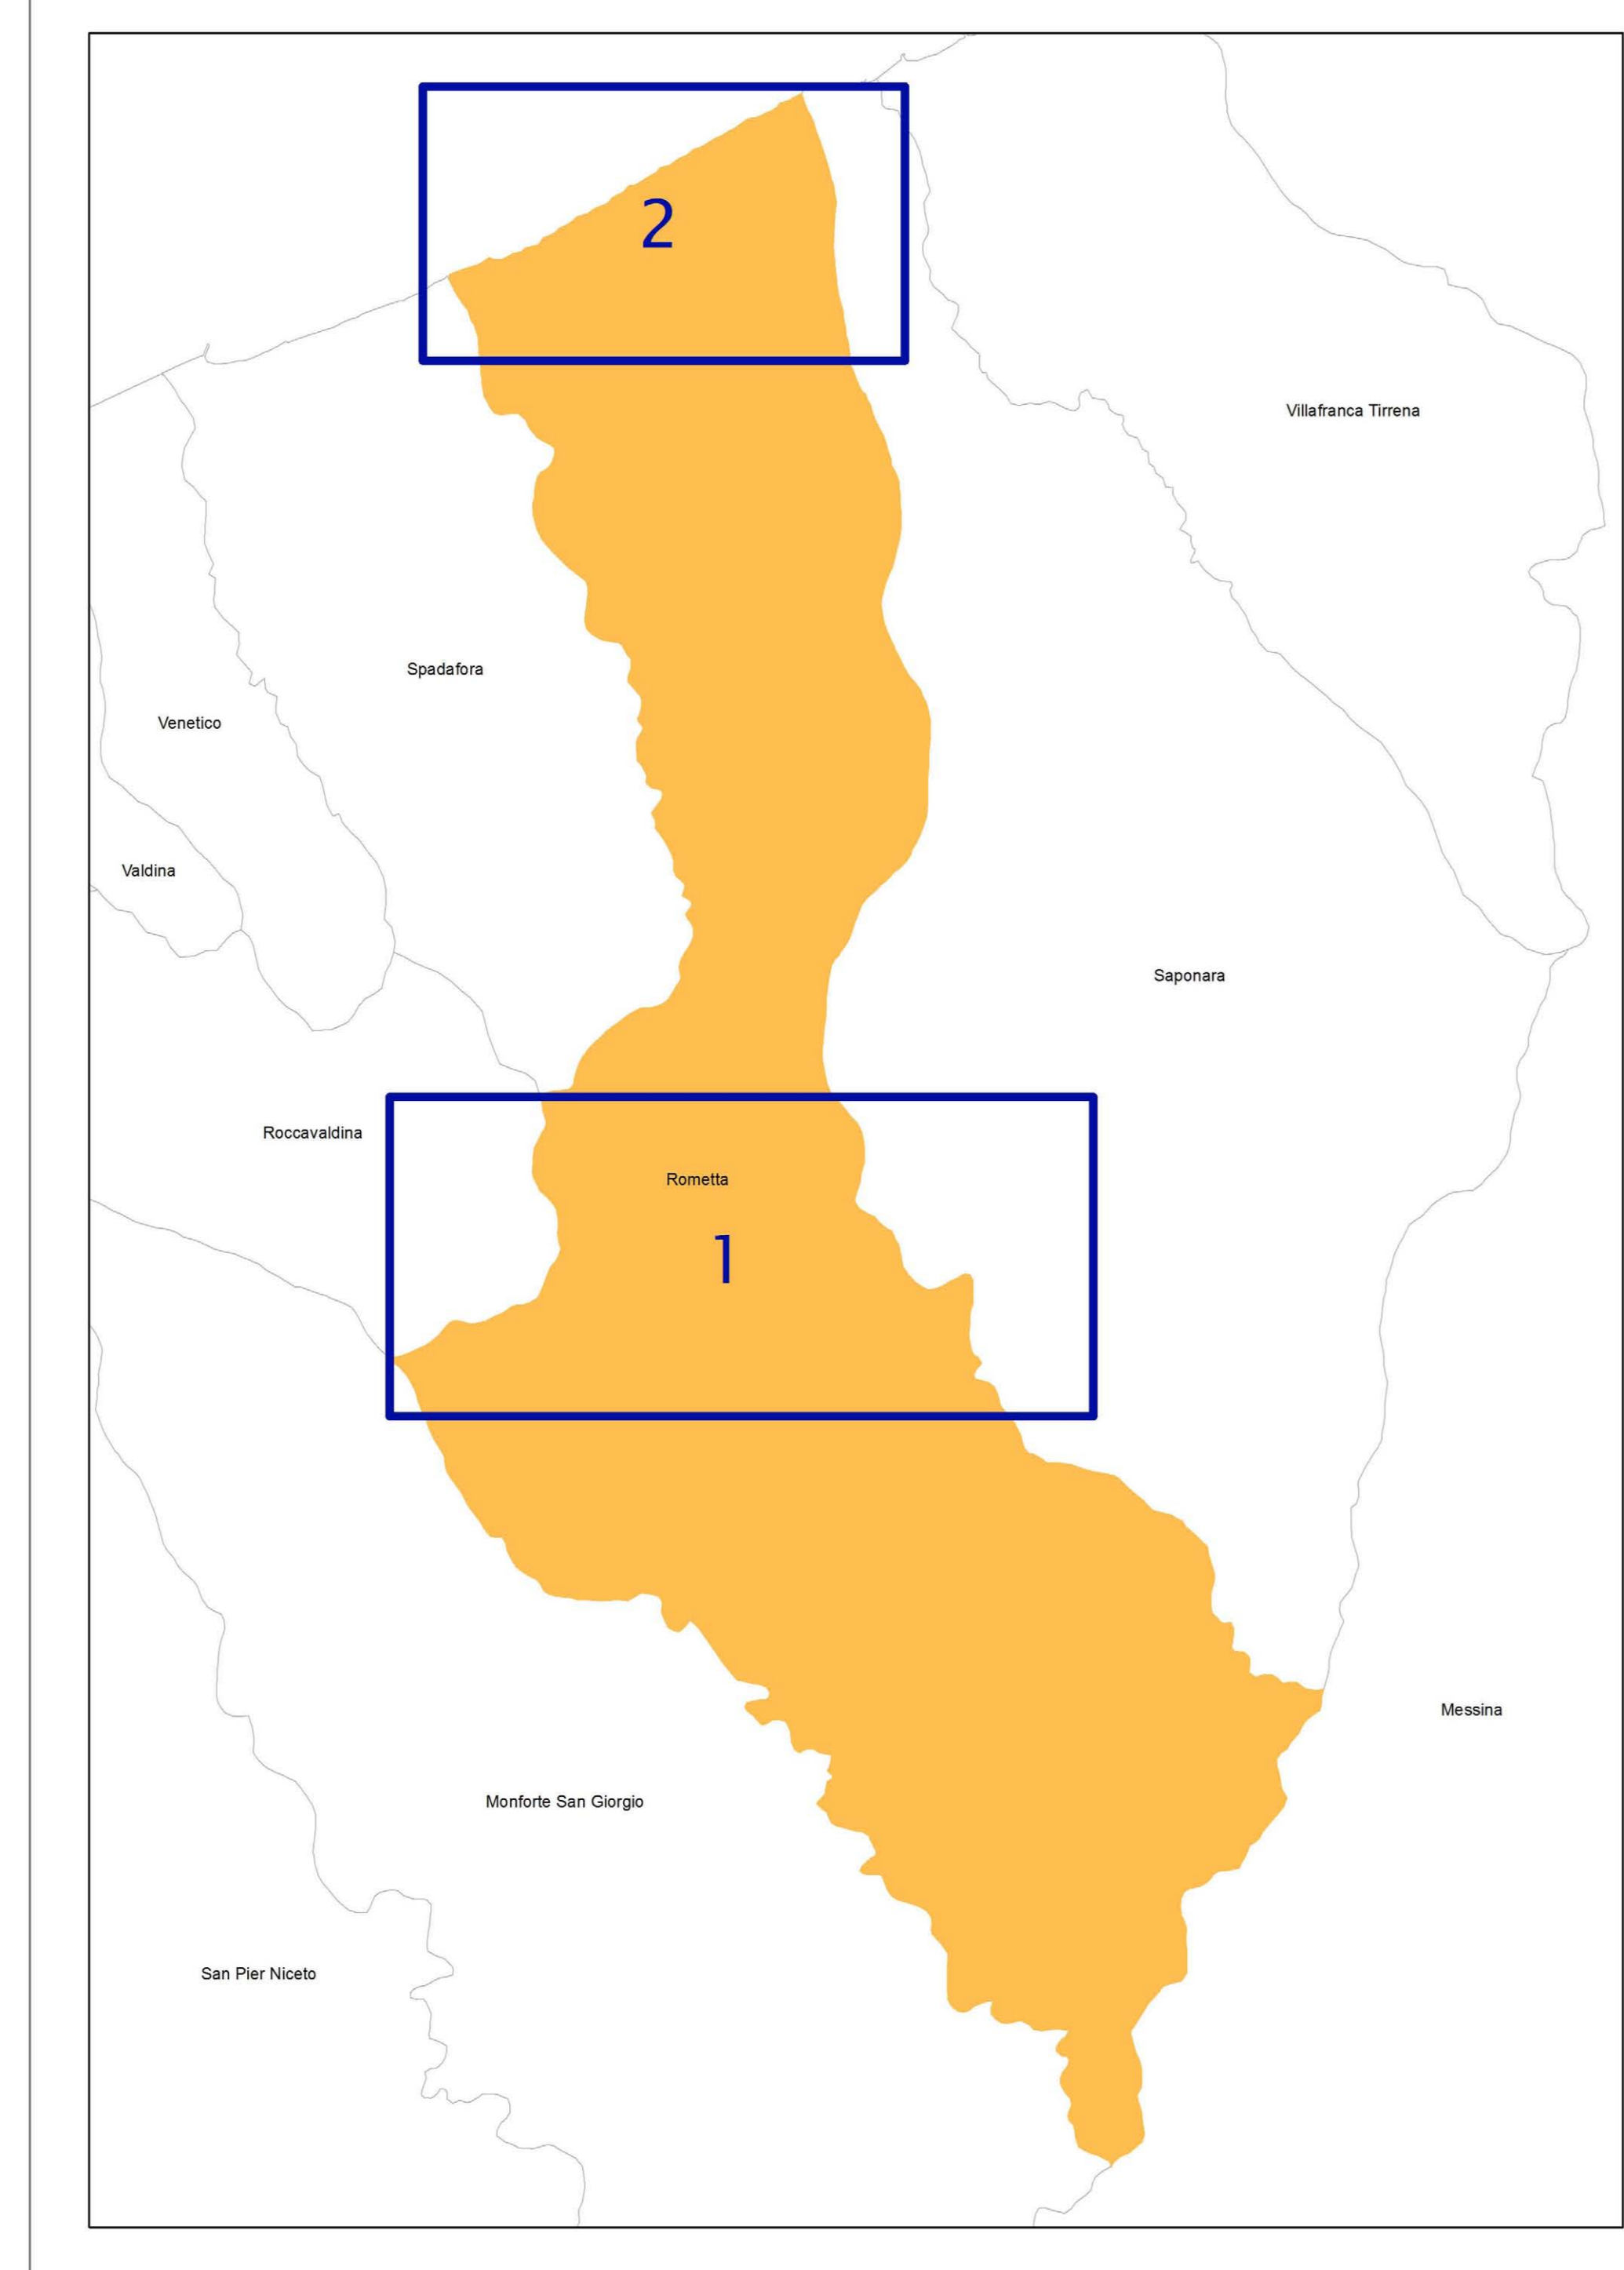 2
Villafranca Tirrena
Spadafora
Venetico
Valdina
Saponara
Roccavaldina
Rometta
1
Messina
Monforte San Giorgio
San Pier Niceto